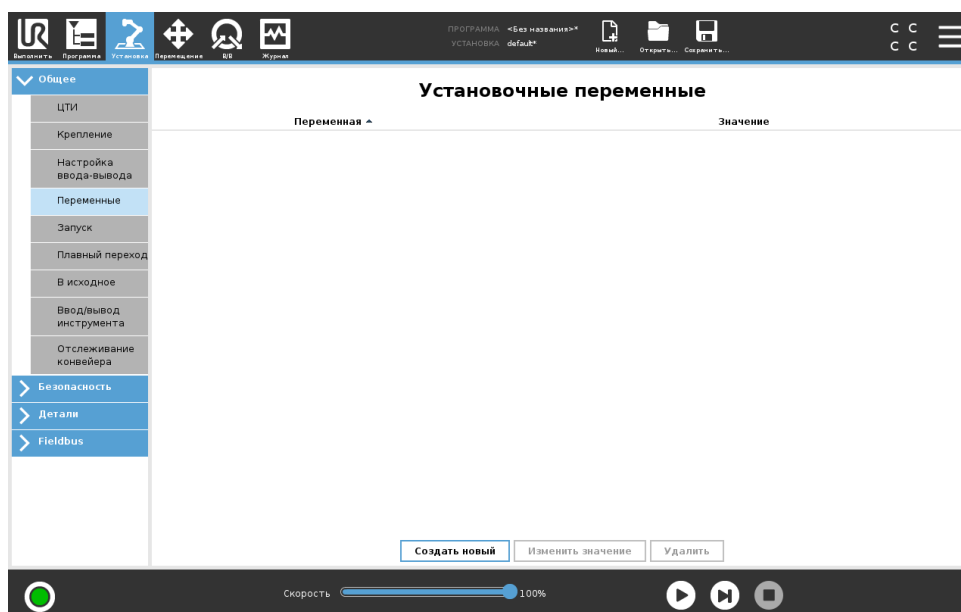 ПРОГРАММА <Без названия>*
УСТАНОВКА default*
Выполнить Программа Установка Перемещение В/В Журнал
Новый... Открыть... Сохранить...
C C
C C
Общее
ЦТИ
Крепление
Настройка
ввода-вывода
Переменные
Запуск
Плавный переход
В исходное
Ввод/вывод
инструмента
Отслеживание
конвейера
Безопасность
Детали
Fieldbus
Установочные переменные
Переменная Значение
Создать новый Изменить значение Удалить
Скорость 100%